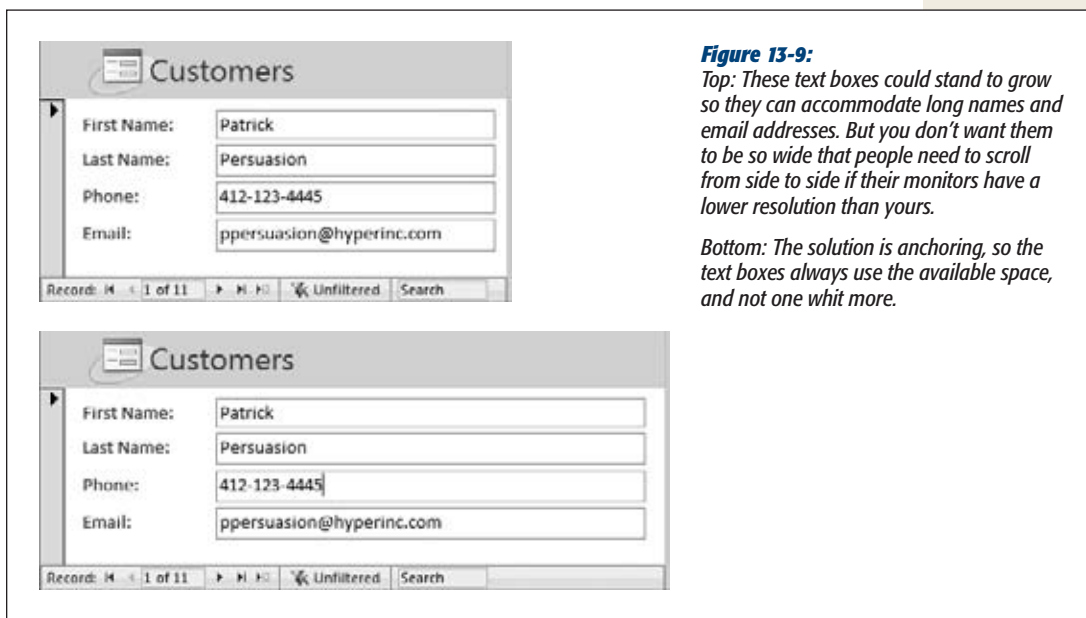 Customers
First Name: Patrick
Last Name: Persuasion
Phone: 412-123-4445
Email: ppersuasion@hyperinc.com
Record: 1 of 11 Unfiltered Search
Customers
First Name: Patrick
Last Name: Persuasion
Phone: 412-123-4445
Email: ppersuasion@hyperinc.com
Record: 1 of 11 Unfiltered Search
Figure 13-9:
Top: These text boxes could stand to grow
so they can accommodate long names and
email addresses. But you don’t want them
to be so wide that people need to scroll
from side to side if their monitors have a
lower resolution than yours.
Bottom: The solution is anchoring, so the
text boxes always use the available space,
and not one whit more.